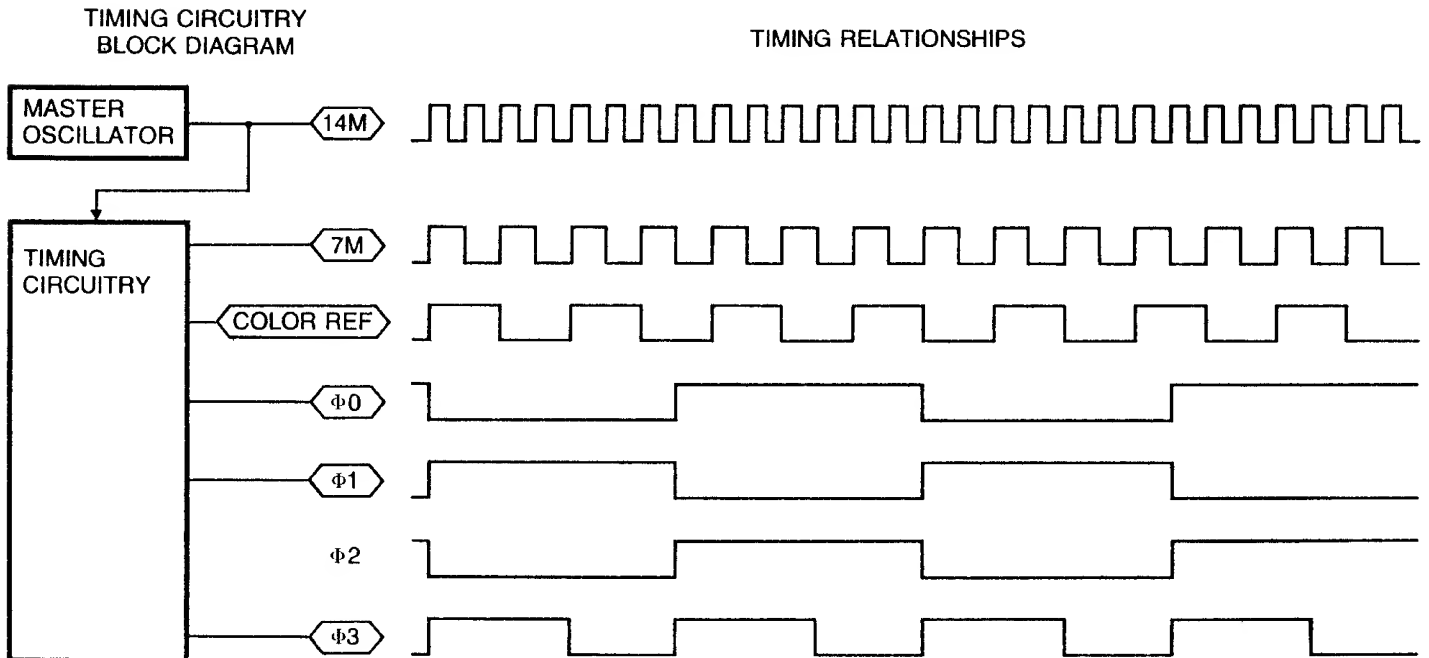 TIMING CIRCUITRY
BLOCK DIAGRAM
TIMING RELATIONSHIPS
MASTER
OSCILLATOR
14M
TIMING
CIRCUITRY
7M
COLOR REF
Φ0
Φ1
Φ2
Φ3